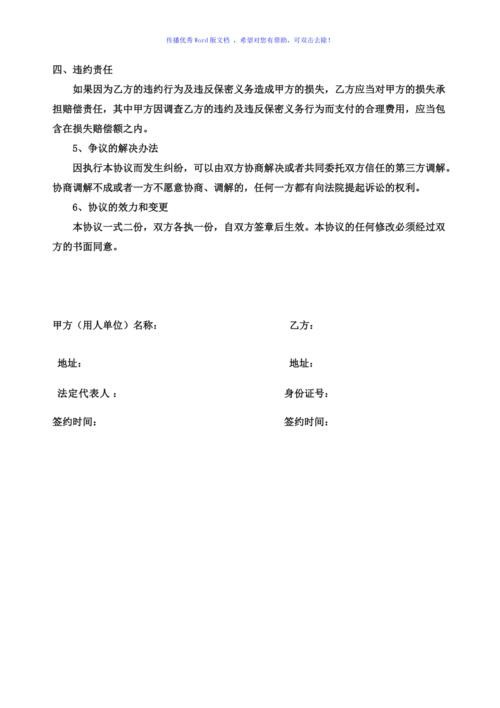 传播优秀Word版文档 ，希望对您有帮助，可双击去除！
四、违约责任
如果因为乙方的违约行为及违反保密义务造成甲方的损失，乙方应当对甲方的损失承
担赔偿责任，其中甲方因调查乙方的违约及违反保密义务行为而支付的合理费用，应当包
含在损失赔偿额之内。
5、争议的解决办法
因执行本协议而发生纠纷，可以由双方协商解决或者共同委托双方信任的第三方调解。
协商调解不成或者一方不愿意协商、调解的，任何一方都有向法院提起诉讼的权利。
6、协议的效力和变更
本协议一式二份，双方各执一份，自双方签章后生效。本协议的任何修改必须经过双
方的书面同意。
甲方（用人单位）名称： 乙方：
地址： 地址：
法定代表人： 身份证号：
签约时间： 签约时间：